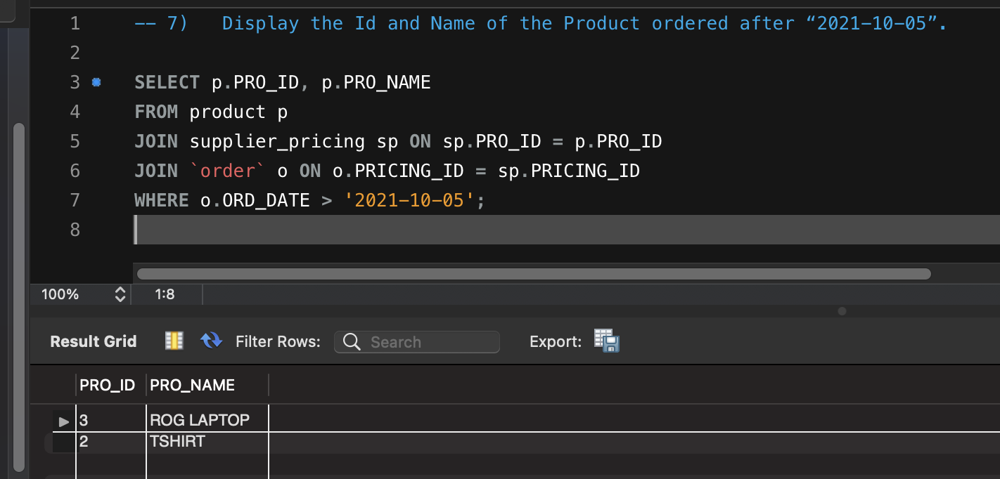 1 -- 7)   Display the Id and Name of the Product ordered after “2021-10-05”.
2
3 SELECT p.PRO_ID, p.PRO_NAME
4 FROM product p
5 JOIN supplier_pricing sp ON sp.PRO_ID = p.PRO_ID
6 JOIN `order` o ON o.PRICING_ID = sp.PRICING_ID
7 WHERE o.ORD_DATE > '2021-10-05';
8
100% 1:8
Result Grid Filter Rows: Search Export:
PRO_ID PRO_NAME
3 ROG LAPTOP
2 TSHIRT